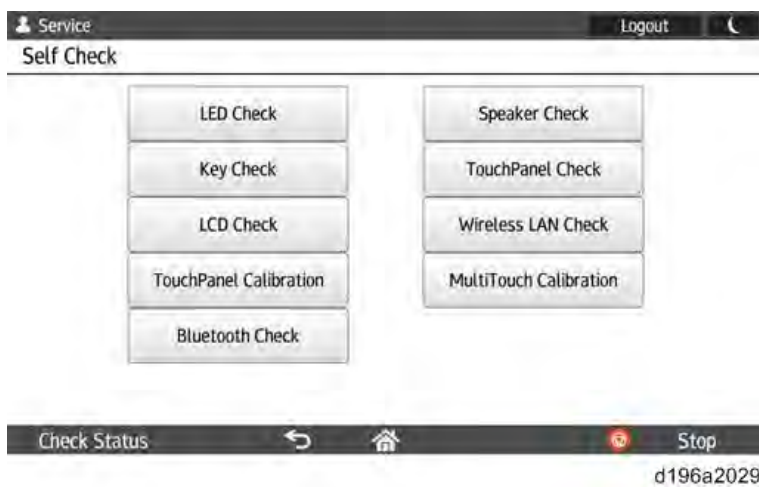 Service
Logout
Self Check
LED Check
Speaker Check
Key Check
TouchPanel Check
LCD Check
Wireless LAN Check
TouchPanel Calibration
MultiTouch Calibration
Bluetooth Check
Check Status
Stop
d196a2029